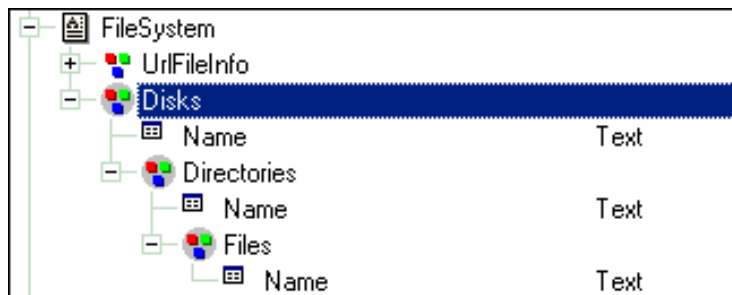 FileSystem
UrlFileInfo
Disks
Name Text
Directories
Name Text
Files
Name Text